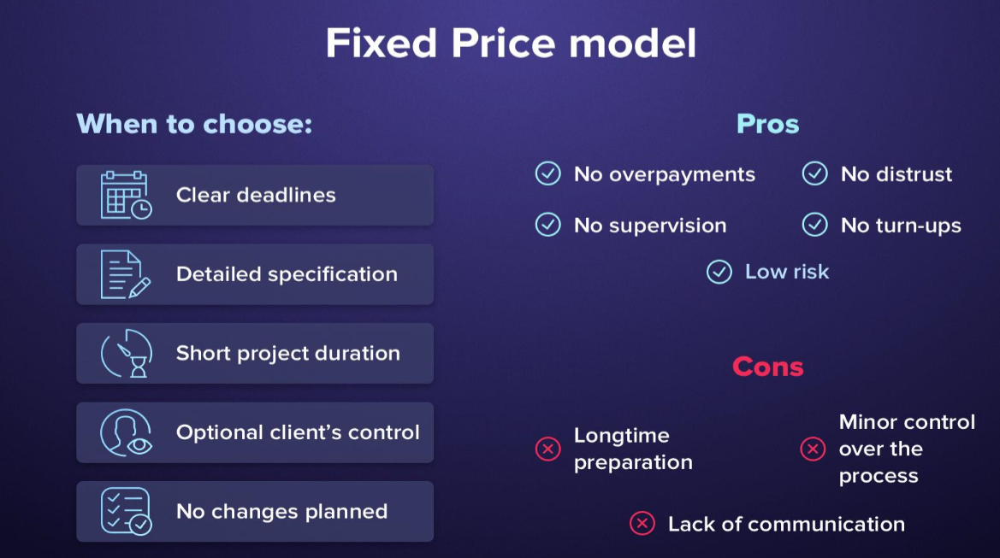 Fixed Price model
When to choose:
Clear deadlines
Detailed specification
Short project duration
Optional client’s control
No changes planned
Pros
No overpayments
No distrust
No supervision
No turn-ups
Low risk
Cons
Longtime
preparation
Minor control
over the
process
Lack of communication